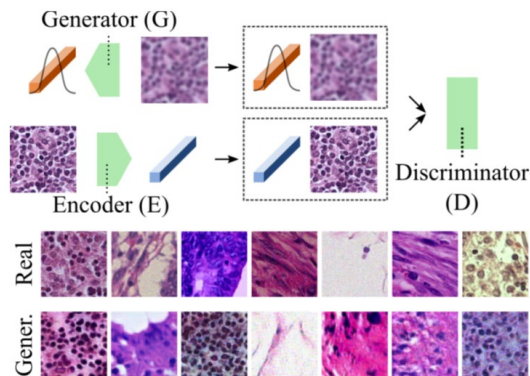 Generator (G)
Encoder (E)
Discriminator
(D)
Real
Gener.